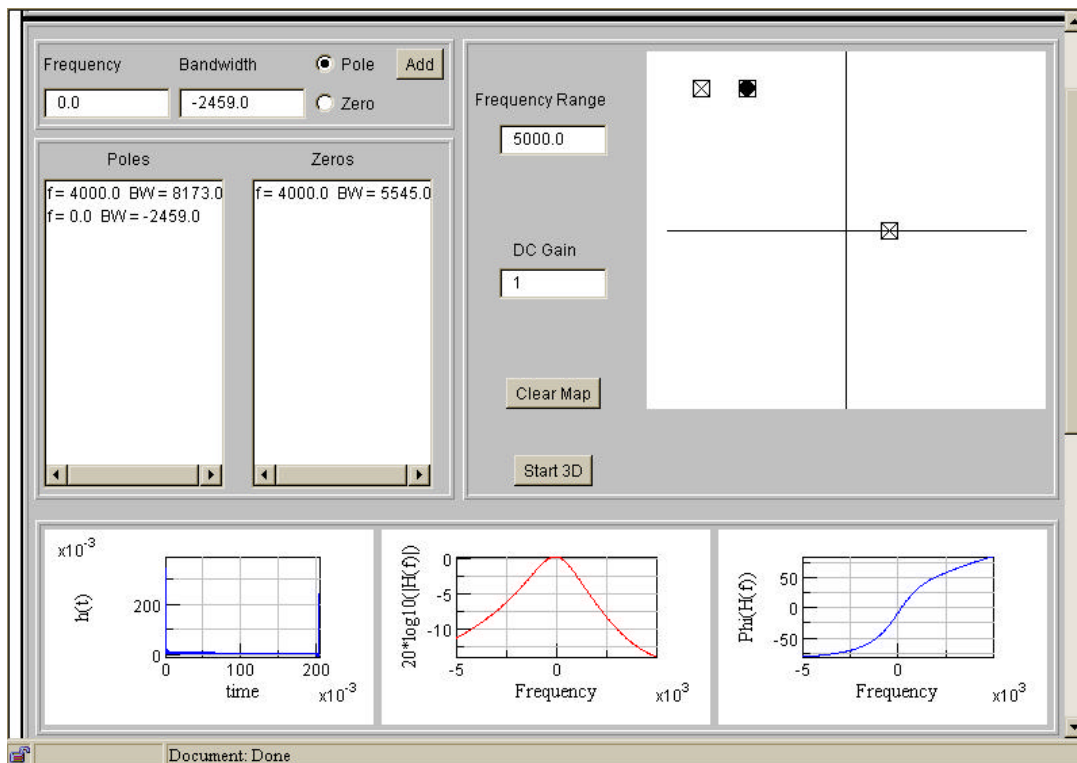 Frequency Bandwidth Pole Add
0.0 -2459.0 Zero
Poles Zeros
f= 4000.0 BW= 8173.0 f= 4000.0 BW= 5545.0
f= 0.0 BW= -2459.0
Frequency Range
5000.0
DC Gain
1
Clear Map
Start 3D
x10-3
h(t)
200
0
0 100 200
time x10-3
20*log10(|H(f)|)
0
-5
-10
-5 0
Frequency x103
Phi(H(f))
50
0
-50
-5 0
Frequency x103
Document: Done